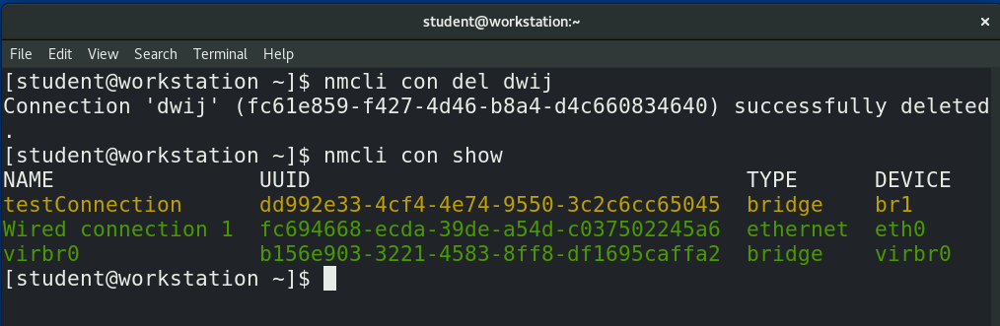 student@workstation:~ ×
File Edit View Search Terminal Help
[student@workstation ~]$ nmcli con del dwij
Connection 'dwij' (fc61e859-f427-4d46-b8a4-d4c660834640) successfully deleted
.
[student@workstation ~]$ nmcli con show
NAME UUID TYPE DEVICE
testConnection dd992e33-4cf4-4e74-9550-3c2c6cc65045 bridge br1
Wired connection 1 fc694668-ecda-39de-a54d-c037502245a6 ethernet eth0
virbr0 b156e903-3221-4583-8ff8-df1695caffa2 bridge virbr0
[student@workstation ~]$